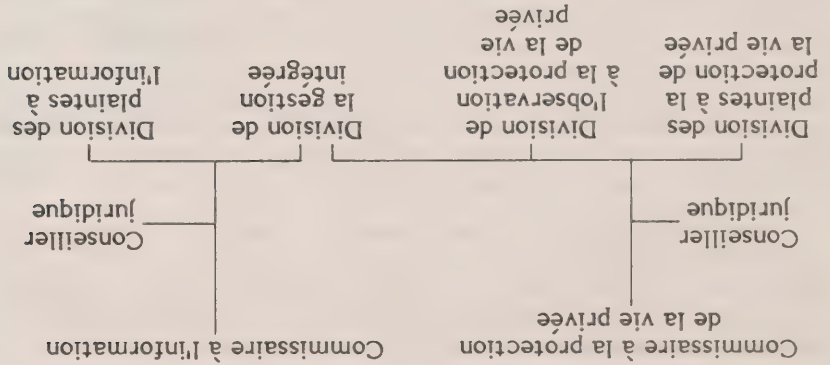 Commissaire à la protection
de la vie privée
Commissaire à l'information
Conseiller
juridique
Conseiller
juridique
Division des
plaintes à la
protection de
la vie privée
Division de
l'observation
à la protection
de la vie
privée
Division de
la géstion
intégrée
Division des
plaintes à
l'information